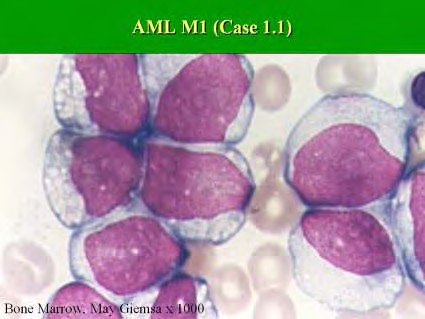 AML M1 (Case 1.1)
Bone Marrow, May Giemsa x 1000